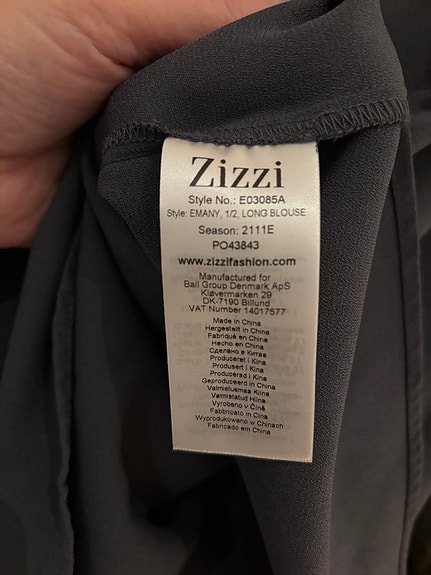 Zizzi
Style No.: E03085A
Style: EMANY, 1/2, LONG BLOUSE
Season: 2111E
PO43843
www.zizzifashion.com
Manufactured for
Ball Group Denmark ApS
Kløvermarken 29
DK-7190 Billund
VAT Number 14017577
Made in China
Hergestellt in China
Fabriqué en Chine
Hecho en China
Сделано в Китае
Produceret i Kina
Produsert i Kina
Producerad i Kina
Geproduceerd in China
Valmistusmaa Kiina
Valmistatud Hiina
Vyrobeno v Číně
Fabbricato in China
Wyprodukowano w Chinach
Fabricado em China